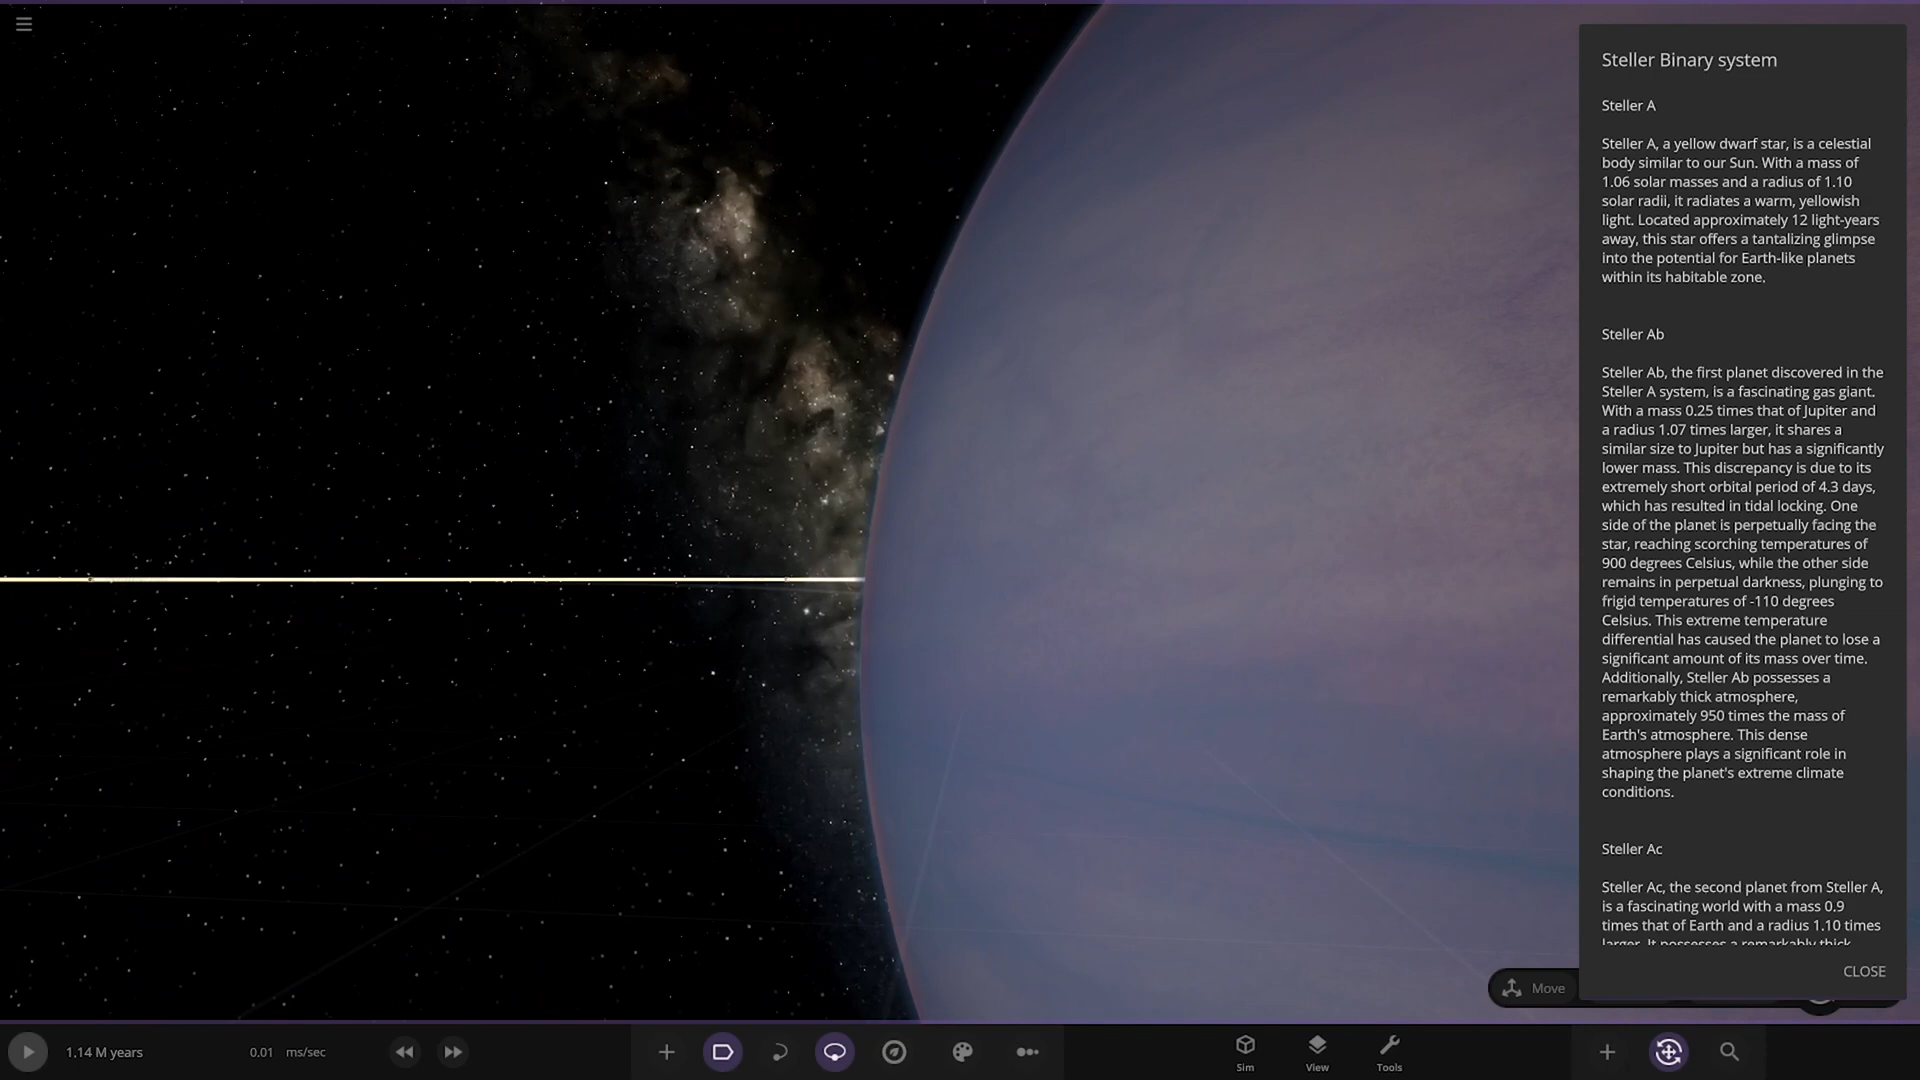 Steller Binary system
Steller A
Steller A, a yellow dwarf star, is a celestial
body similar to our Sun. With a mass of
1.06 solar masses and a radius of 1.10
solar radii, it radiates a warm, yellowish
light. Located approximately 12 light-years
away, this star offers a tantalizing glimpse
into the potential for Earth-like planets
within its habitable zone.
Steller Ab
Steller Ab, the first planet discovered in the
Steller A system, is a fascinating gas giant.
With a mass 0.25 times that of Jupiter and
a radius 1.07 times larger, it shares a
similar size to Jupiter but has a significantly
lower mass. This discrepancy is due to its
extremely short orbital period of 4.3 days,
which has resulted in tidal locking. One
side of the planet is perpetually facing the
star, reaching scorching temperatures of
900 degrees Celsius, while the other side
remains in perpetual darkness, plunging to
frigid temperatures of -110 degrees
Celsius. This extreme temperature
differential has caused the planet to lose a
significant amount of its mass over time.
Additionally, Steller Ab possesses a
remarkably thick atmosphere,
approximately 950 times the mass of
Earth's atmosphere. This dense
atmosphere plays a significant role in
shaping the planet's extreme climate
conditions.
Steller Ac
Steller Ac, the second planet from Steller A,
is a fascinating world with a mass 0.9
times that of Earth and a radius 1.10 times
larger. It possesses a remarkably thick
CLOSE
Move
1.14 M years
0.01 ms/sec
Sim
View
Tools